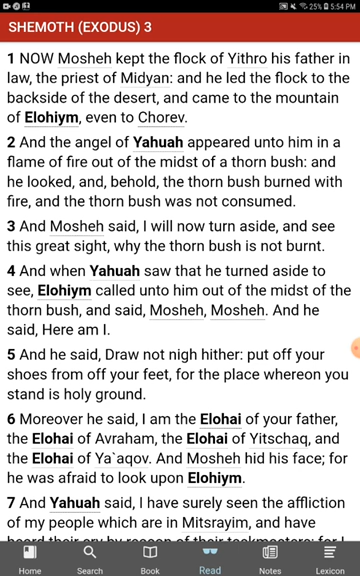 25% 5:54 PM
SHEMOTH (EXODUS) 3
1 NOW Mosheh kept the flock of Yithro his father in
law, the priest of Midyan: and he led the flock to the
backside of the desert, and came to the mountain
of Elohiym, even to Chorev.
2 And the angel of Yahuah appeared unto him in a
flame of fire out of the midst of a thorn bush: and
he looked, and, behold, the thorn bush burned with
fire, and the thorn bush was not consumed.
3 And Mosheh said, I will now turn aside, and see
this great sight, why the thorn bush is not burnt.
4 And when Yahuah saw that he turned aside to
see, Elohiym called unto him out of the midst of the
thorn bush, and said, Mosheh, Mosheh. And he
said, Here am I.
5 And he said, Draw not nigh hither: put off your
shoes from off your feet, for the place whereon you
stand is holy ground.
6 Moreover he said, I am the Elohai of your father,
the Elohai of Avraham, the Elohai of Yitschaq, and
the Elohai of Ya`aqov. And Mosheh hid his face; for
he was afraid to look upon Elohiym.
7 And Yahuah said, I have surely seen the affliction
of my people which are in Mitsrayim, and have
heard their cry by reason of their taskmasters; for I
Home Search Book Read Notes Lexicon